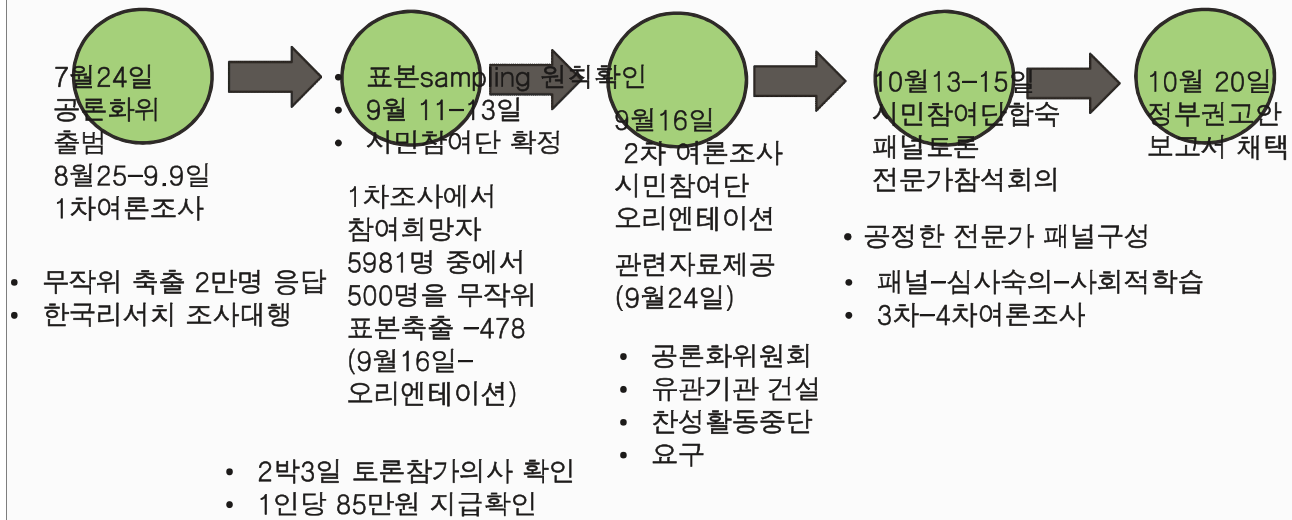 7월24일
공론화위
출범
8월25–9.9일
1차여론조사
• 무작위 축출 2만명 응답
• 한국리서치 조사대행
• 표본sampling 원칙확인
• 9월 11–13일
• 시민참여단 확정
1차조사에서
참여희망자
5981명 중에서
500명을 무작위
표본축출 –478
(9월16일–
오리엔테이션)
• 2박3일 토론참가의사 확인
• 1인당 85만원 지급확인
9월16일
2차 여론조사
시민참여단
오리엔테이션
관련자료제공
(9월24일)
• 공론화위원회
• 유관기관 건설
• 찬성활동중단
• 요구
10월13–15일
시민참여단합숙
패널토론
전문가참석회의
• 공정한 전문가 패널구성
• 패널–심사숙의–사회적학습
• 3차–4차여론조사
10월 20일
정부권고안
보고서 채택